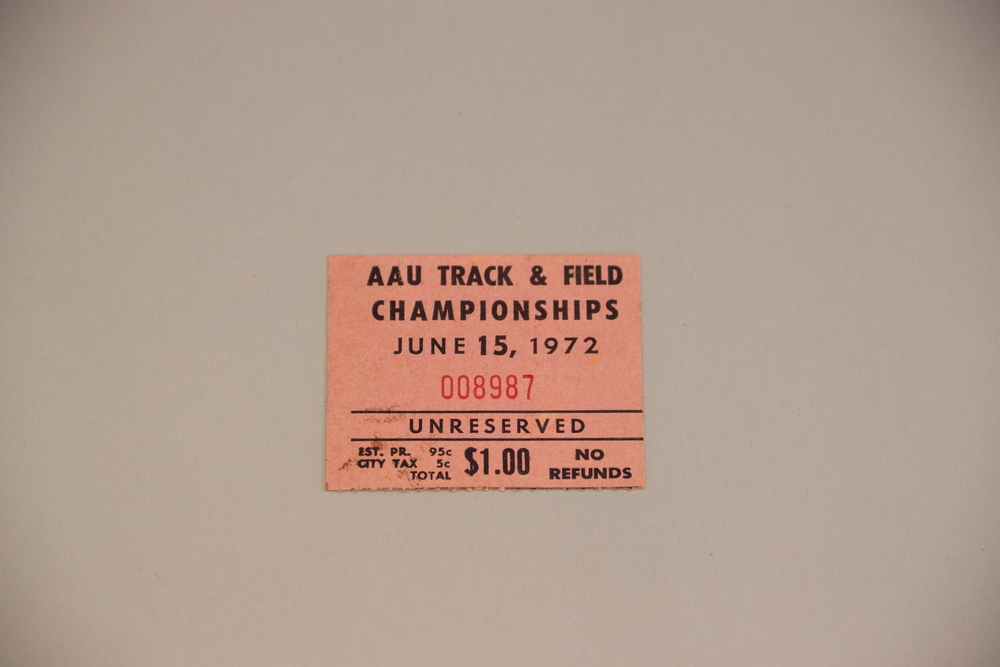 AAU TRACK & FIELD
CHAMPIONSHIPS
JUNE 15, 1972
008987
UNRESERVED
EST. PR. 95c
CITY TAX 5c
TOTAL $1.00
NO
REFUNDS